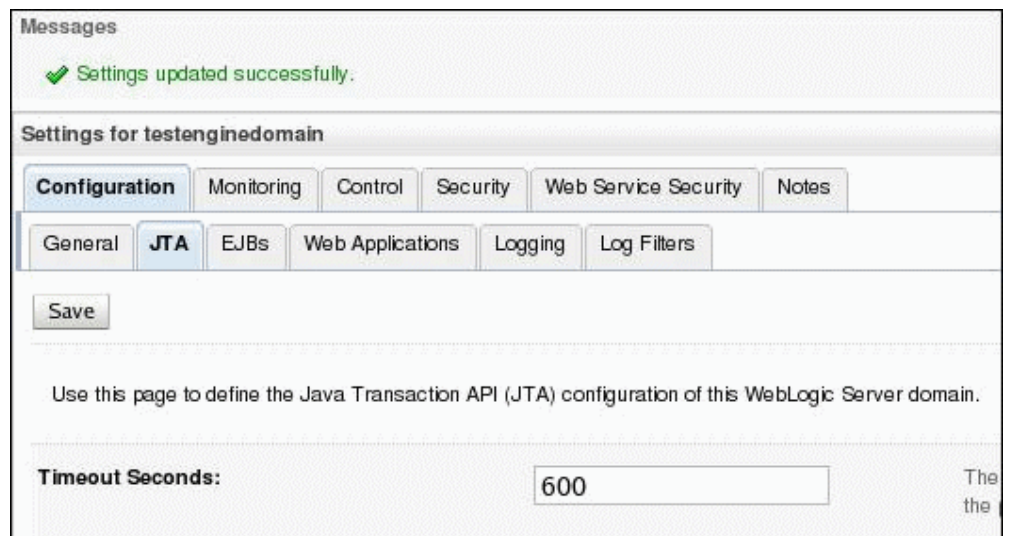 Messages
Settings updated successfully.
Settings for testenginedomain
Configuration Monitoring Control Security Web Service Security Notes
General JTA EJBs Web Applications Logging Log Filters
Save
Use this page to define the Java Transaction API (JTA) configuration of this WebLogic Server domain.
Timeout Seconds: 600 The
the